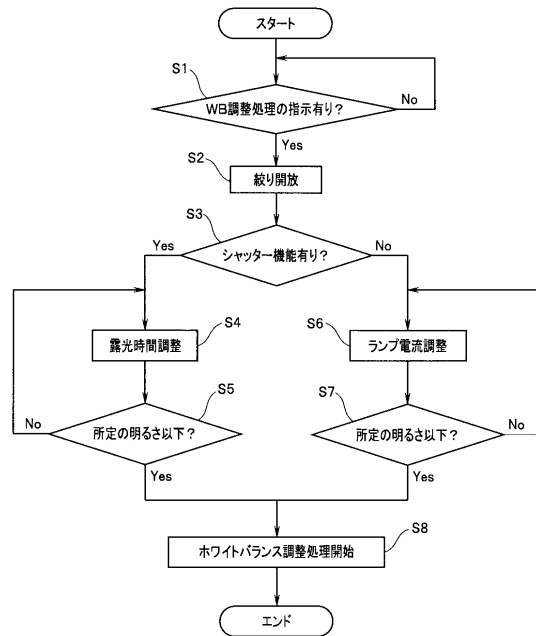 スタート
S1
WB調整処理の指示有り?
No
Yes
S2
絞り開放
S3
シャッター機能有り?
Yes
No
S4
露光時間調整
S6
ランプ電流調整
S5
所定の明るさ以下?
No
Yes
S7
所定の明るさ以下?
No
Yes
S8
ホワイトバランス調整処理開始
エンド